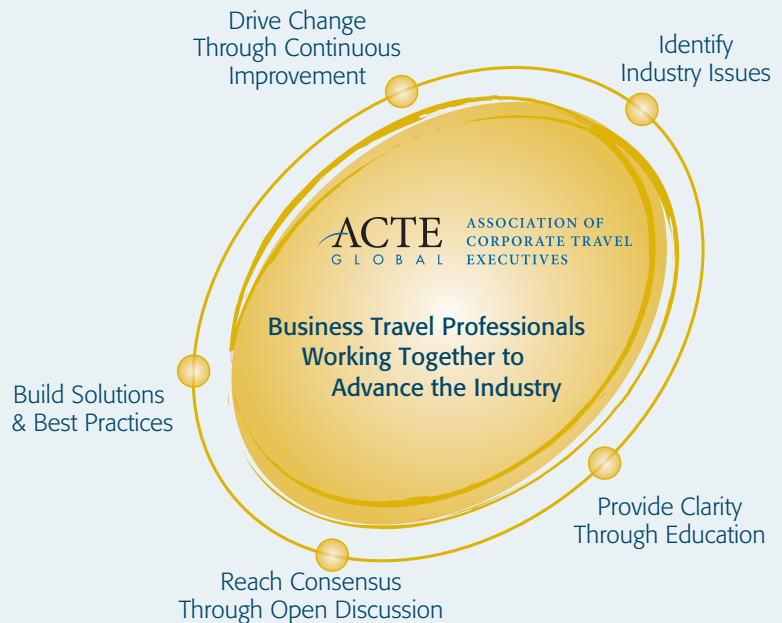 Drive Change
Through Continuous
Improvement
Identify
Industry Issues
ACTE
GLOBAL
ASSOCIATION OF
CORPORATE TRAVEL
EXECUTIVES
Business Travel Professionals
Working Together to
Advance the Industry
Build Solutions
& Best Practices
Provide Clarity
Through Education
Reach Consensus
Through Open Discussion